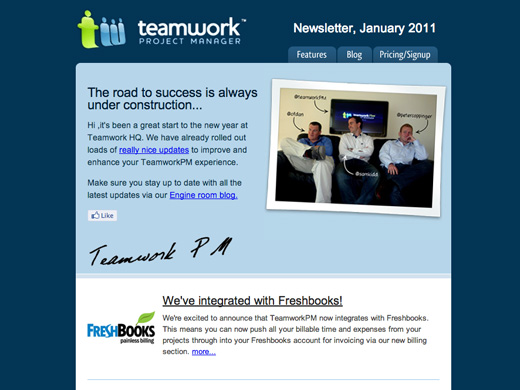 teamwork™
PROJECT MANAGER
Newsletter, January 2011
Features
Blog
Pricing/Signup
The road to success is always
under construction...
Hi ,it's been a great start to the new year at
Teamwork HQ. We have already rolled out
loads of really nice updates to improve and
enhance your TeamworkPM experience.
Make sure you stay up to date with all the
latest updates via our Engine room blog.
Like
Teamwork PM
@teamworkPM
@petercoppinger
We've integrated with Freshbooks!
FRESHBOOKS
painless billing
We're excited to announce that TeamworkPM now integrates with Freshbooks.
This means you can now push all your billable time and expenses from your
projects through into your Freshbooks account for invoicing via our new billing
section. more...